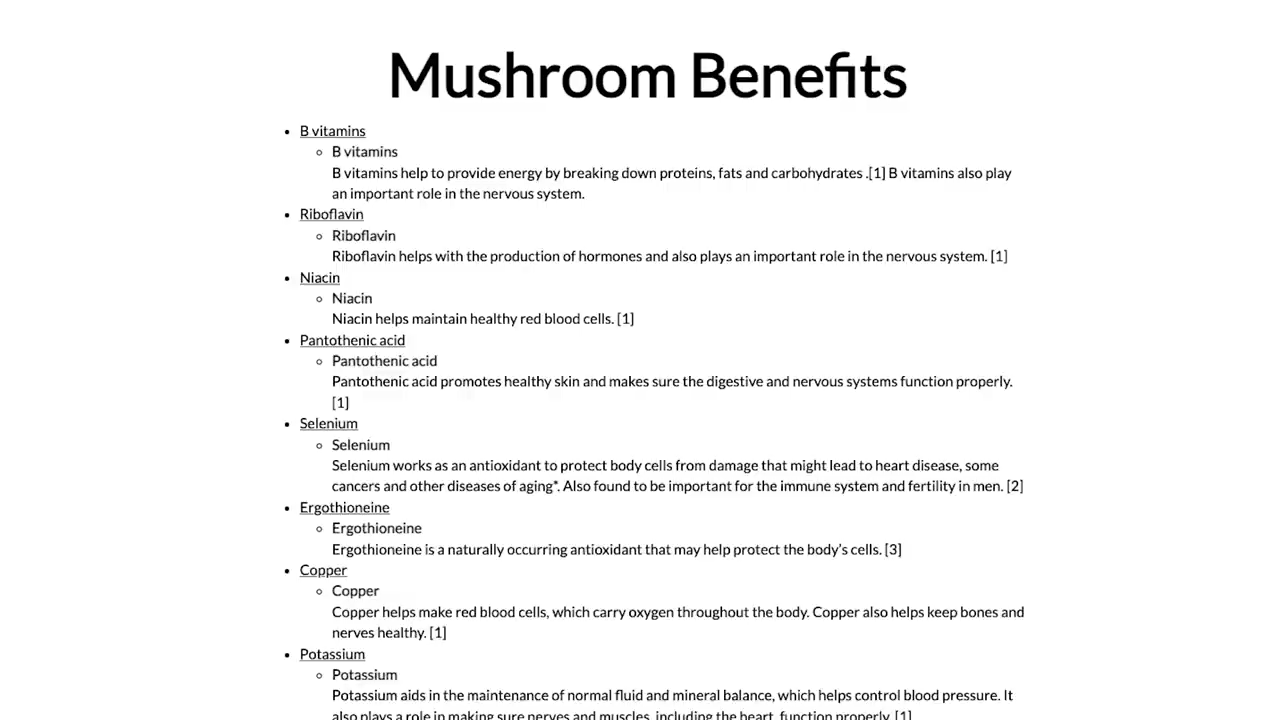 Mushroom Benefits
• B vitamins
◦ B vitamins
B vitamins help to provide energy by breaking down proteins, fats and carbohydrates .[1] B vitamins also play
an important role in the nervous system.
• Riboflavin
◦ Riboflavin
Riboflavin helps with the production of hormones and also plays an important role in the nervous system. [1]
• Niacin
◦ Niacin
Niacin helps maintain healthy red blood cells. [1]
• Pantothenic acid
◦ Pantothenic acid
Pantothenic acid promotes healthy skin and makes sure the digestive and nervous systems function properly.
[1]
• Selenium
◦ Selenium
Selenium works as an antioxidant to protect body cells from damage that might lead to heart disease, some
cancers and other diseases of aging*. Also found to be important for the immune system and fertility in men. [2]
• Ergothioneine
◦ Ergothioneine
Ergothioneine is a naturally occurring antioxidant that may help protect the body's cells. [3]
• Copper
◦ Copper
Copper helps make red blood cells, which carry oxygen throughout the body. Copper also helps keep bones and
nerves healthy. [1]
• Potassium
◦ Potassium
Potassium aids in the maintenance of normal fluid and mineral balance, which helps control blood pressure. It
also plays a role in making sure nerves and muscles, including the heart, function properly. [1]